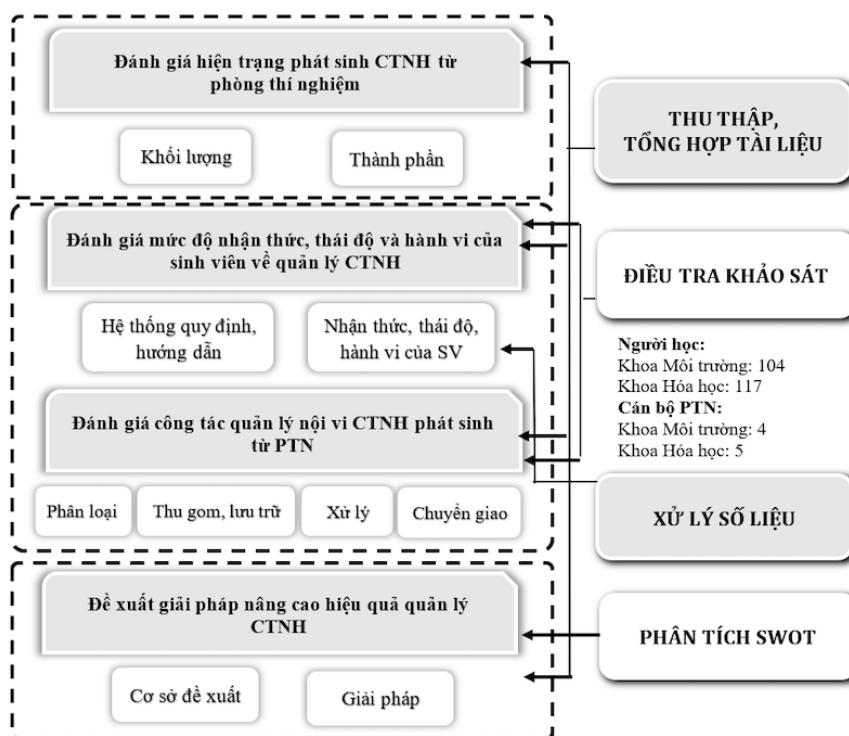 Đánh giá hiện trạng phát sinh CTNH từ
phòng thí nghiệm
Khối lượng
Thành phần
Đánh giá mức độ nhận thức, thái độ và hành vi của
sinh viên về quản lý CTNH
Hệ thống quy định,
hướng dẫn
Nhận thức, thái độ,
hành vi của SV
Đánh giá công tác quản lý nội vi CTNH phát sinh
từ PTN
Phân loại
Thu gom, lưu trữ
Xử lý
Chuyển giao
Đề xuất giải pháp nâng cao hiệu quả quản lý
CTNH
Cơ sở đề xuất
Giải pháp
THU THẬP,
TỔNG HỢP TÀI LIỆU
ĐIỀU TRA KHẢO SÁT
Người học:
Khoa Môi trường: 104
Khoa Hóa học: 117
Cán bộ PTN:
Khoa Môi trường: 4
Khoa Hóa học: 5
XỬ LÝ SỐ LIỆU
PHÂN TÍCH SWOT